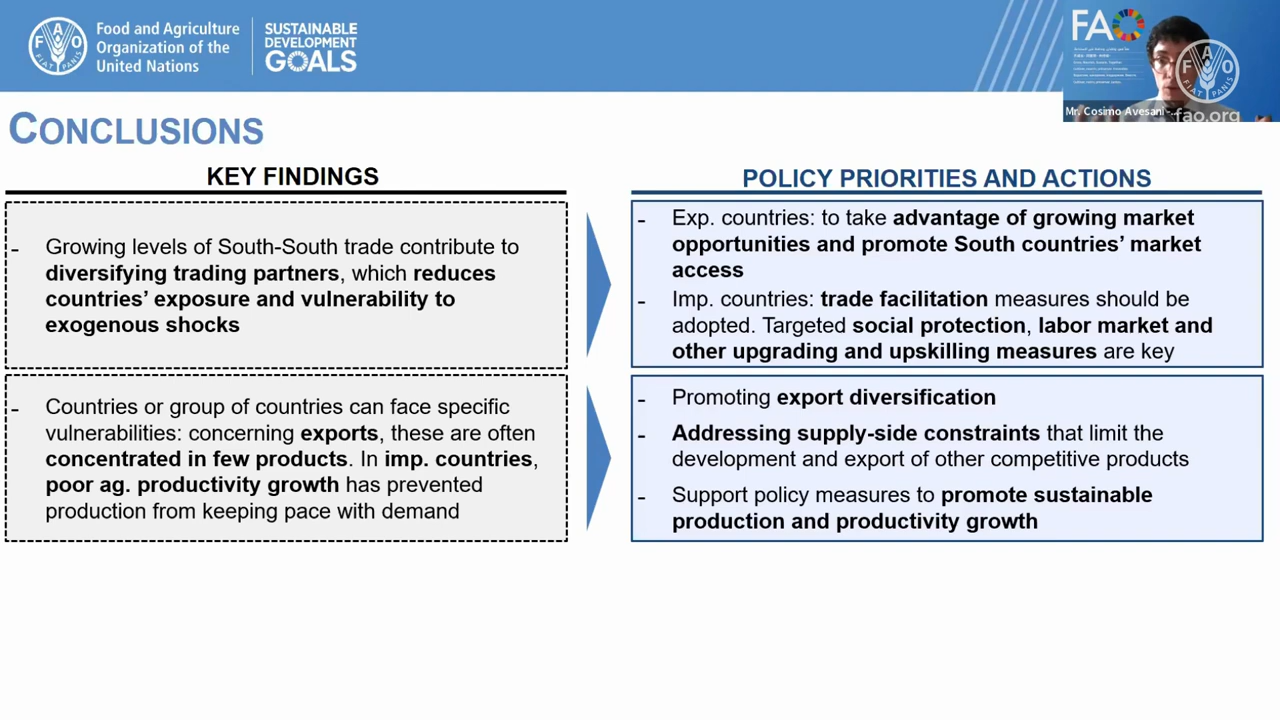 Food and Agriculture
Organization of the
United Nations
SUSTAINABLE
DEVELOPMENT
GOALS
FAO
FAO
FIAT PANIS
Mr. Cosimo Avesani -...
FAO
FIAT PANIS
fao.org
CONCLUSIONS
KEY FINDINGS
- Growing levels of South-South trade contribute to
diversifying trading partners, which reduces
countries’ exposure and vulnerability to
exogenous shocks
- Countries or group of countries can face specific
vulnerabilities: concerning exports, these are often
concentrated in few products. In imp. countries,
poor ag. productivity growth has prevented
production from keeping pace with demand
POLICY PRIORITIES AND ACTIONS
- Exp. countries: to take advantage of growing market
opportunities and promote South countries’ market
access
- Imp. countries: trade facilitation measures should be
adopted. Targeted social protection, labor market and
other upgrading and upskilling measures are key
- Promoting export diversification
- Addressing supply-side constraints that limit the
development and export of other competitive products
- Support policy measures to promote sustainable
production and productivity growth